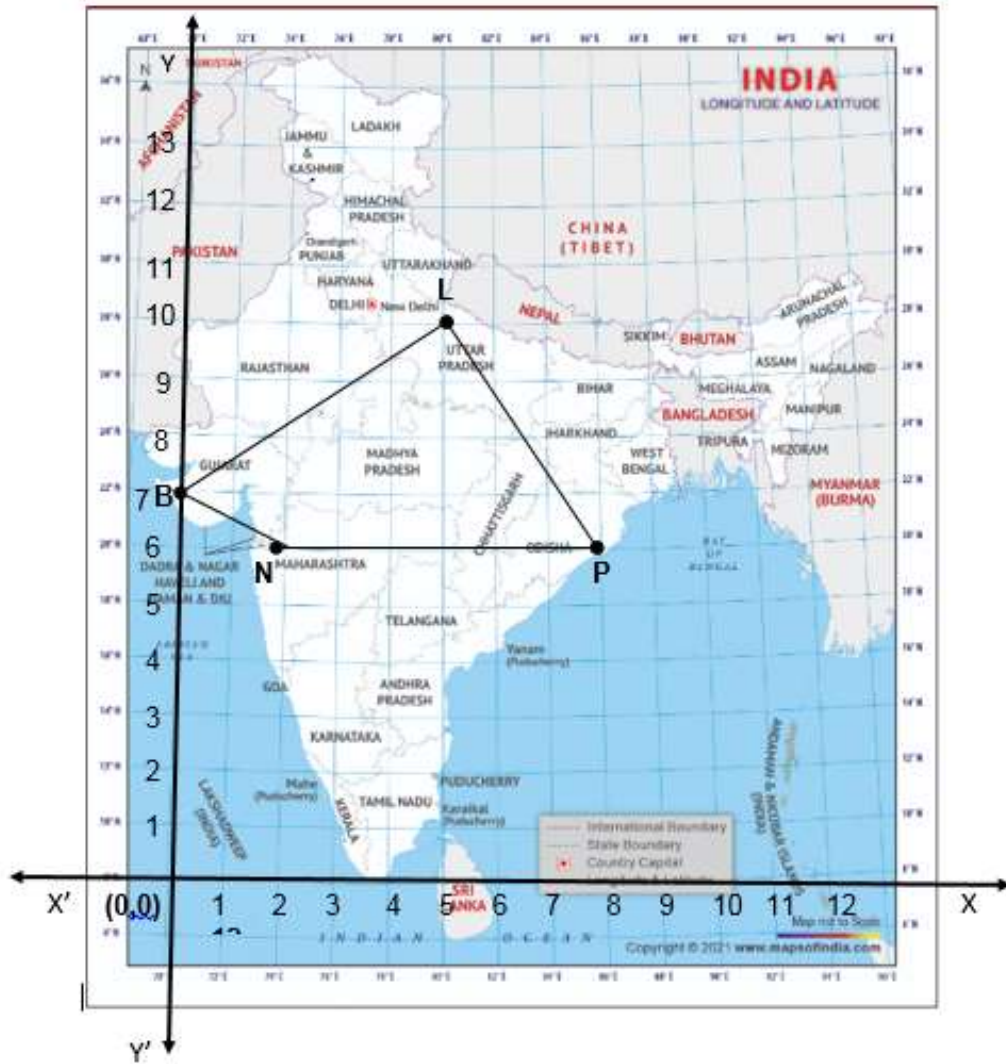 Y
INDIA
LONGITUDE AND LATITUDE
AFGHANISTAN
LADAKH
13
JAMMU
&
KASHMIR
12
HIMACHAL
PRADESH
CHINA
(TIBET)
PAKISTAN
Chandigarh
PUNJAB
11
UTTARAKHAND
HARYANA
L
DELHI
New Delhi
10
NEPAL
ARUNACHAL
PRADESH
SIKKIM
BHUTAN
UTTAR
PRADESH
ASSAM
NAGALAND
RAJASTHAN
9
BIHAR
MEGHALAYA
BANGLADESH
MANIPUR
8
JHARKHAND
TRIPURA
MIZORAM
GUJARAT
MADHYA
PRADESH
WEST
BENGAL
7
B
MYANMAR
(BURMA)
CHHATTISGARH
6
ODISHA
BAY
OF
BENGAL
N
MAHARASHTRA
P
DADRA & NAGAR
HAVELI AND
DAMAN & DIU
5
TELANGANA
4
Yanam
(Puducherry)
GOA
ANDHRA
PRADESH
3
KARNATAKA
2
Mahe
(Puducherry)
PUDUCHERRY
LAKSHADWEEP
(INDIA)
KERALA
TAMIL NADU
Karaikal
(Puducherry)
ANDAMAN & NICOBAR ISLANDS
(INDIA)
1
International Boundary
State Boundary
Country Capital
X'
(0,0)
1
2
3
4
5
6
7
8
9
10
11
12
X
SRI
LANKA
Map not to Scale
INDIAN OCEAN
Copyright © 2021 www.mapsofindia.com
Y'